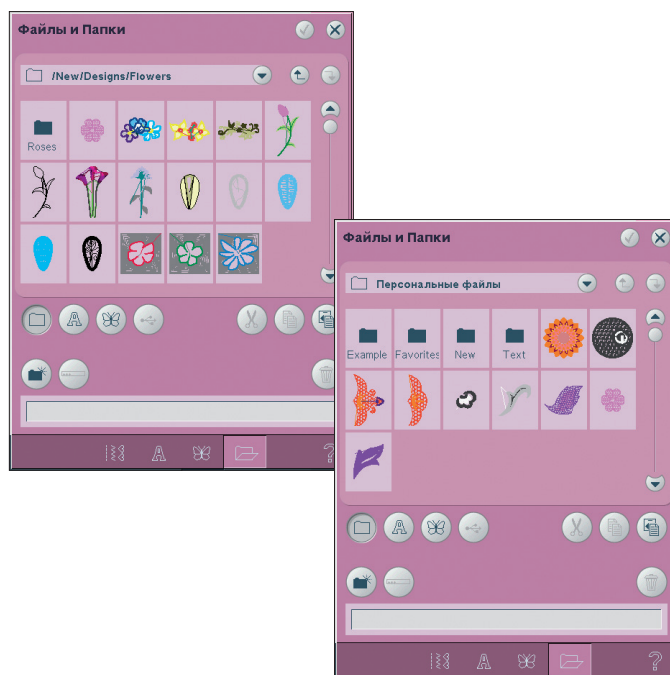 Файлы и Папки
/New/Designs/Flowers
Roses
A
A
?
Файлы и Папки
Персональные файлы
Example Favorites New Text
A
A
?